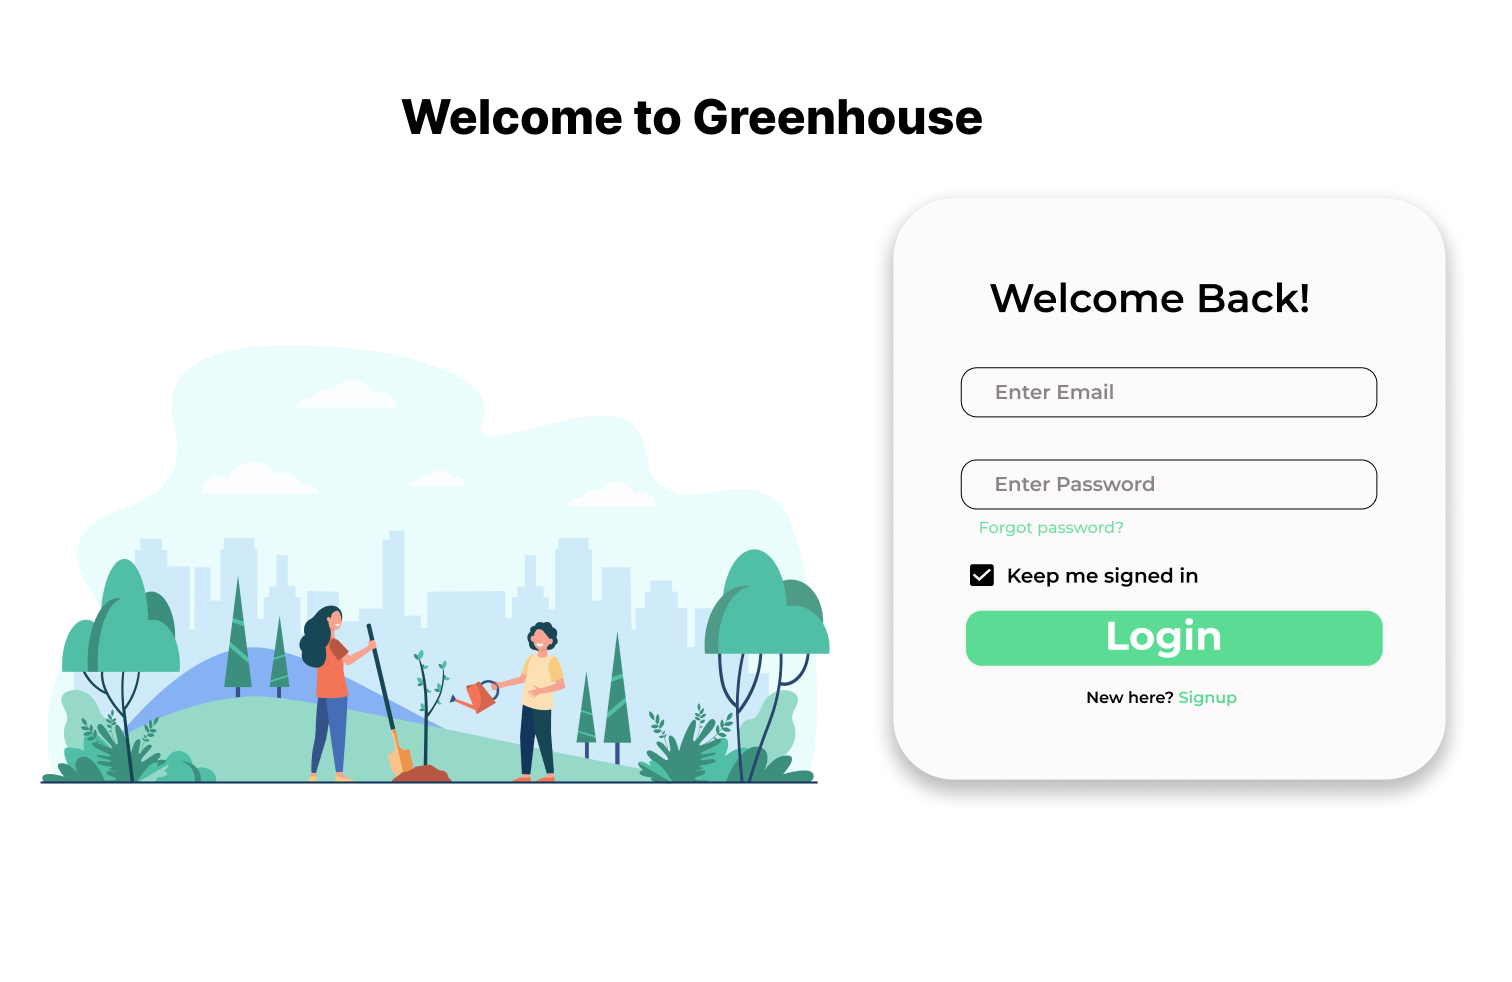 Welcome to Greenhouse
Welcome Back!
Enter Email
Enter Password
Forgot password?
Keep me signed in
Login
New here? Signup